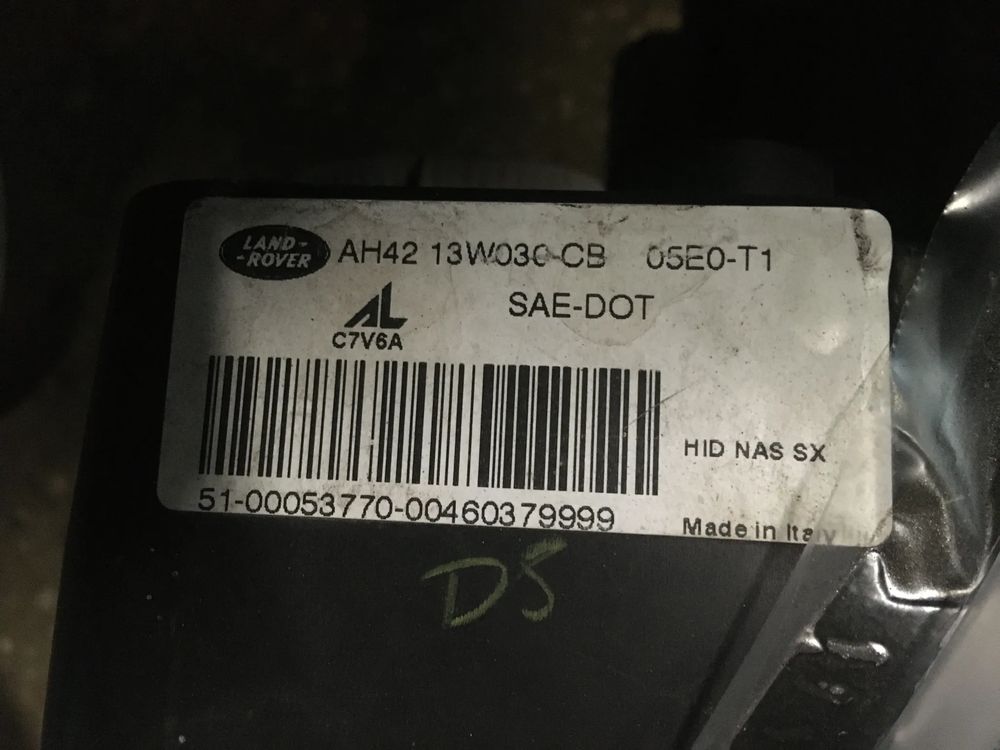 LAND-
-ROVER
AH42 13W030-CB 05E0-T1
SAE-DOT
AL
C7V6A
HID NAS SX
51-00053770-00460379999
Made in Italy
DS